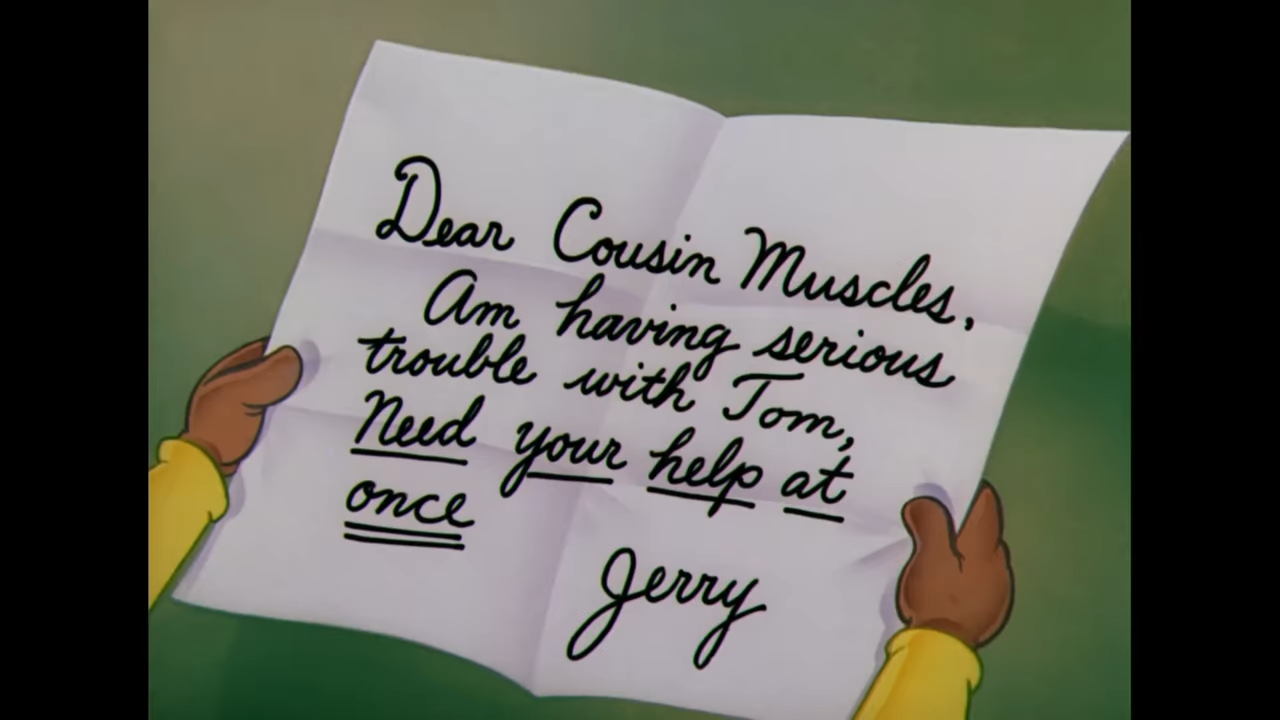 Dear Cousin Muscles,
Am having serious
trouble with Tom,
Need your help at
once
Jerry